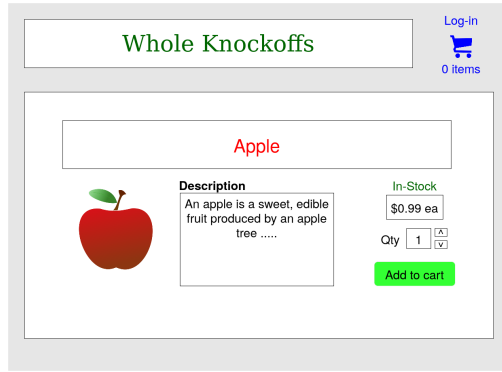 Whole Knockoffs
Log-in
0 items
Apple
Description
An apple is a sweet, edible
fruit produced by an apple
tree .....
In-Stock
$0.99 ea
Qty 1
Add to cart